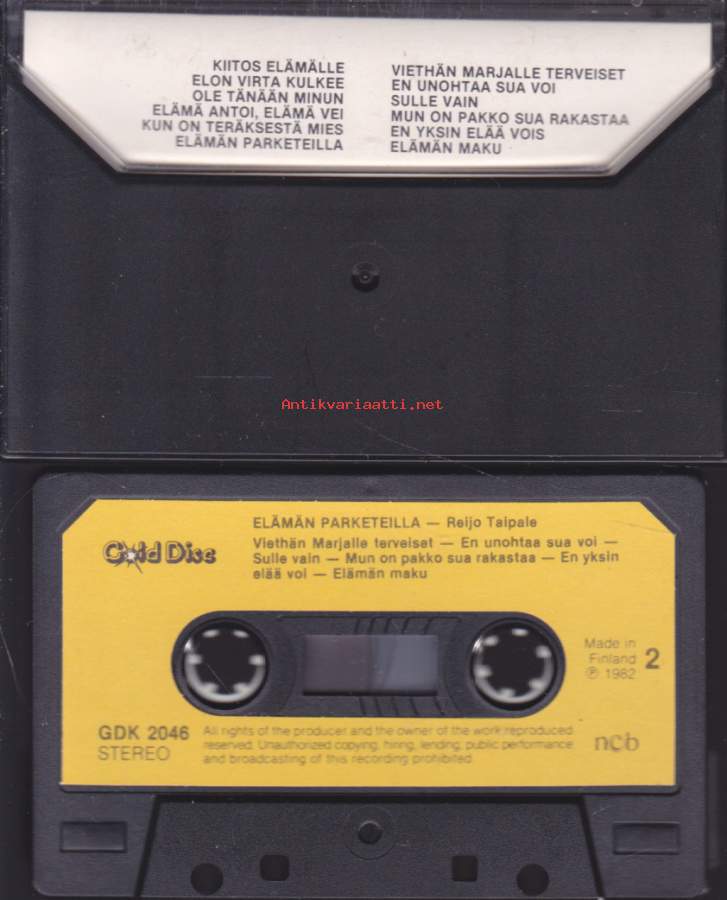 KIITOS ELÄMÄLLE
ELON VIRTA KULKEE
OLE TÄNÄÄN MINUN
ELÄMÄ ANTOI, ELÄMÄ VEI
KUN ON TERÄKSESTÄ MIES
ELÄMÄN PARKETEILLA
VIETHÄN MARJALLE TERVEISET
EN UNOHTAA SUA VOI
SULLE VAIN
MUN ON PAKKO SUA RAKASTAA
EN YKSIN ELÄÄ VOIS
ELÄMÄN MAKU
Antikvariaatti.net
Gold Disc
ELÄMÄN PARKETEILLA — Reijo Taipale
Viethän Marjalle terveiset — En unohtaa sua voi —
Sulle vain — Mun on pakko sua rakastaa — En yksin
elää voi — Elämän maku
Made in
Finland
℗ 1982
2
GDK 2046
STEREO
All rights of the producer and the owner of the work reproduced
reserved. Unauthorized copying, hiring, lending, public performance
and broadcasting of this recording prohibited.
ncb